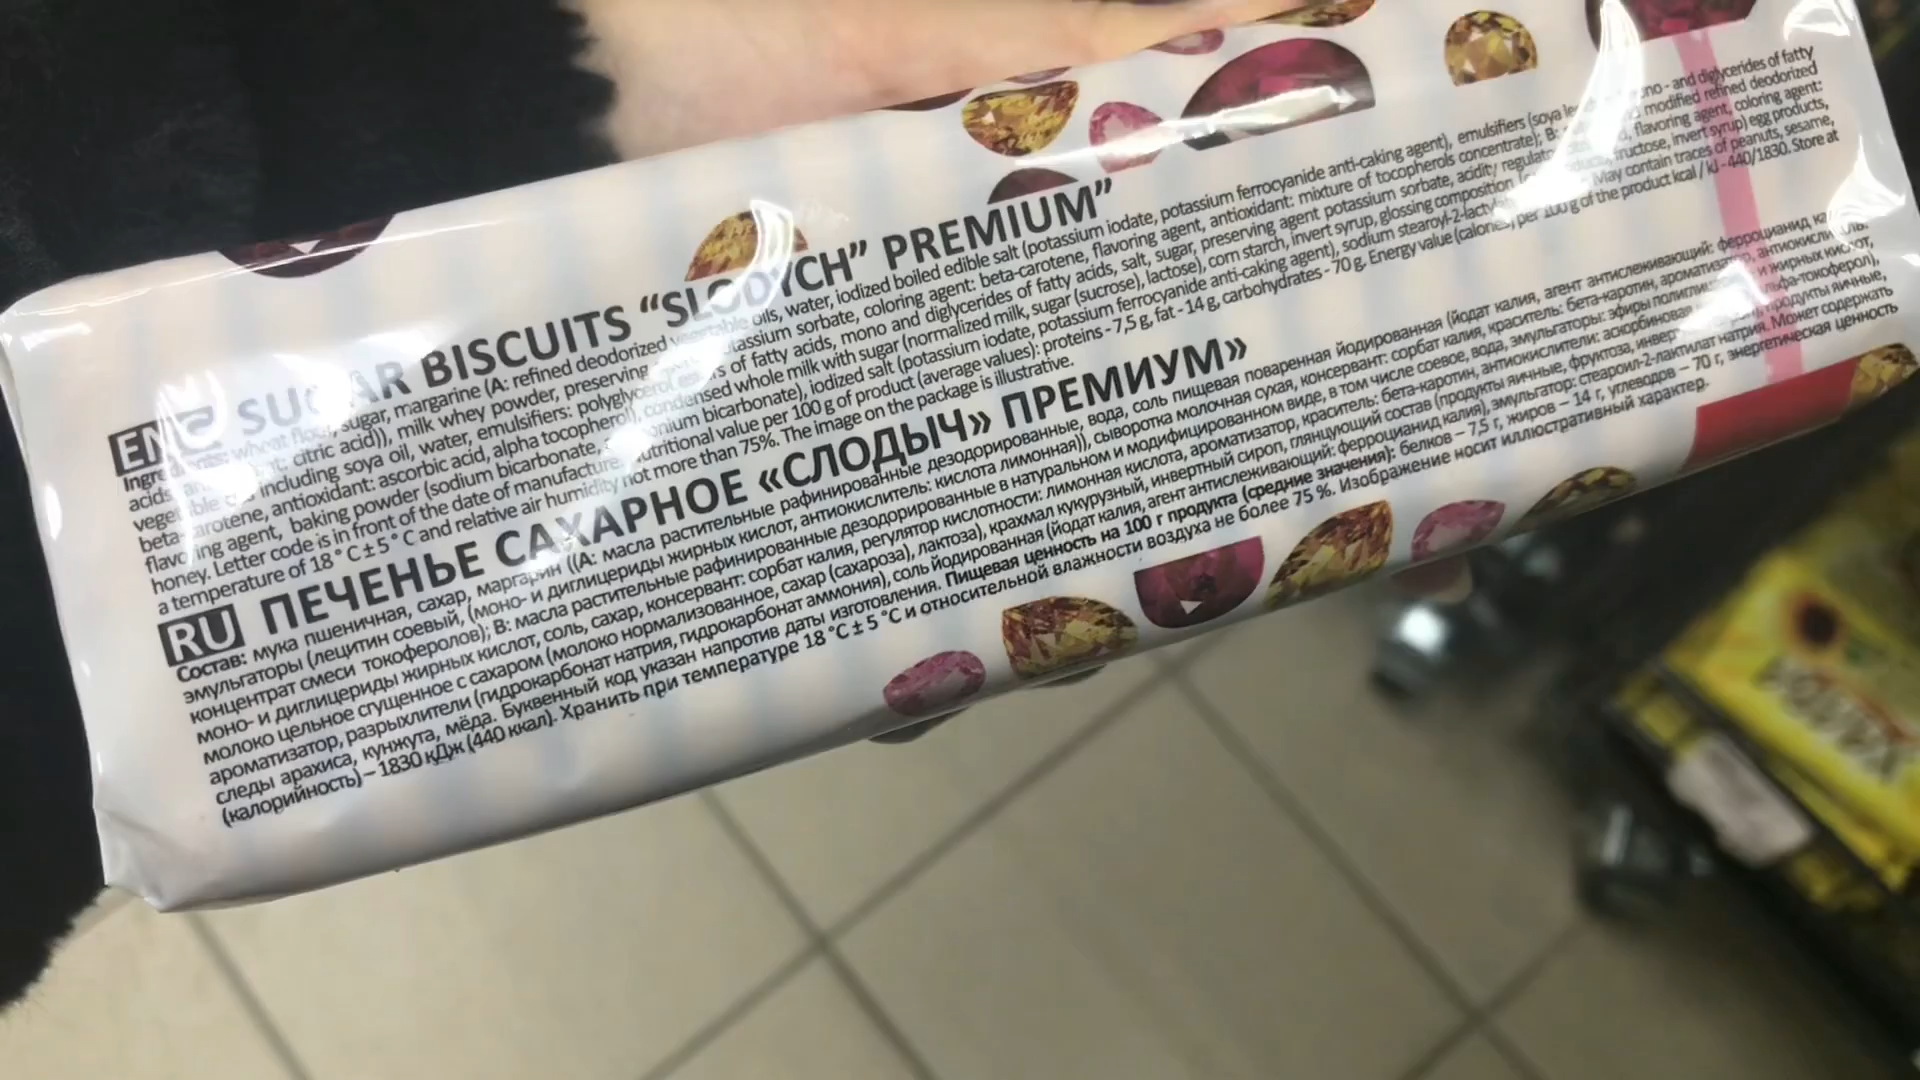 EN SUGAR BISCUITS “SLODYCH” PREMIUM”
Ingredients: wheat flour, sugar, margarine (A: refined deodorized vegetable oils, water, iodized boiled edible salt (potassium iodate, potassium ferrocyanide anti-caking agent), emulsifiers (soya mono - and diglycerides of fatty
acids, citric acid)), milk whey powder, preserving potassium sorbate, coloring agent: beta-carotene, flavoring agent, antioxidant: mixture of tocopherols concentrate); B: modified refined deodorized
vegetable including soya oil, water, emulsifiers: polyglycerol esters of fatty acids, mono and diglycerides of fatty acids, salt, sugar, preserving agent potassium sorbate, acidity flavoring agent, coloring agent:
beta-carotene, antioxidant: ascorbic acid, alpha tocopherol), condensed whole milk with sugar (normalized milk, sugar (sucrose), lactose), corn starch, invert syrup, glossing composition fructose, invert syrup) egg products,
flavoring agent, baking powder (sodium bicarbonate, ammonium bicarbonate), iodized salt (potassium iodate, potassium ferrocyanide anti-caking agent), sodium stearoyl-2-lactylate. May contain traces of peanuts, sesame,
honey. Letter code is in front of the date of manufacture. Nutritional value per 100 g of product (average values): proteins - 7,5 g, fat - 14 g, carbohydrates - 70 g. Energy value (calories) per 100 g of the product kcal / kJ - 440/1830. Store at
a temperature of 18 ° C ± 5 ° C and relative air humidity not more than 75%. The image on the package is illustrative.
RU ПЕЧЕНЬЕ САХАРНОЕ «СЛОДЫЧ» ПРЕМИУМ»
Состав: мука пшеничная, сахар, маргарин ((А: масла растительные рафинированные дезодорированные, вода, соль пищевая поваренная йодированная (йодат калия, агент антислеживающий: ферроцианид
эмульгаторы (лецитин соевый, (моно- и диглицериды жирных кислот, антиокислитель: кислота лимонная)), сыворотка молочная сухая, консервант: сорбат калия, краситель: бета-каротин, ароматизатор,
концентрат смеси токоферолов); В: масла растительные рафинированные дезодорированные в натуральном и модифицированном виде, в том числе соевое, вода, эмульгаторы: эфиры и жирных кислот,
моно- и диглицериды жирных кислот, соль, сахар, консервант: сорбат калия, регулятор кислотности: лимонная кислота, ароматизатор, краситель: бета-каротин, антиокислители: аскорбиновая
молоко цельное сгущенное с сахаром (молоко нормализованное, сахар (сахароза), лактоза), крахмал кукурузный, инвертный сироп, глянцующий состав (продукты яичные, фруктоза, продукты яичные,
ароматизатор, разрыхлители (гидрокарбонат натрия, гидрокарбонат аммония), соль йодированная (йодат калия, агент антислеживающий: ферроцианид калия), эмульгатор: стеароил-2-лактилат натрия. Может содержать
следы арахиса, кунжута, мёда. Буквенный код указан напротив даты изготовления. Пищевая ценность на 100 г продукта (средние значения): белков – 7,5 г, жиров – 14 г, углеводов – 70 г, энергетическая ценность
(калорийность) – 1830 кДж (440 ккал). Хранить при температуре 18 °С ± 5 °С и относительной влажности воздуха не более 75 %. Изображение носит иллюстративный характер.